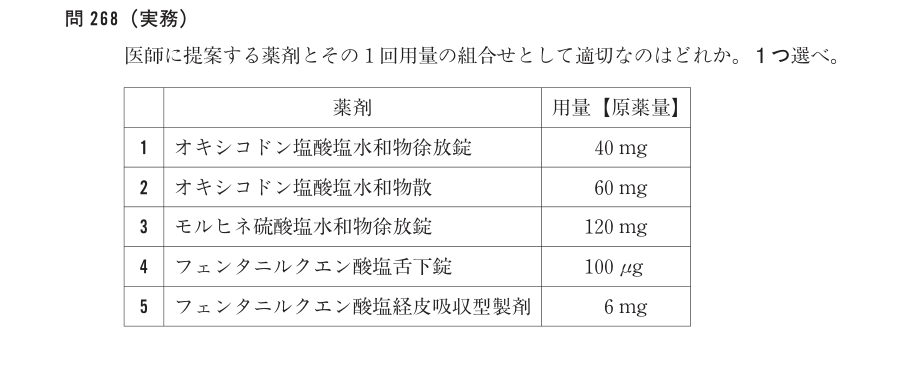 問 268（実務）
医師に提案する薬剤とその１回用量の組合せとして適切なのはどれか。１つ選べ。
薬剤 用量【原薬量】
1 オキシコドン塩酸塩水和物徐放錠 40 mg
2 オキシコドン塩酸塩水和物散 60 mg
3 モルヒネ硫酸塩水和物徐放錠 120 mg
4 フェンタニルクエン酸塩舌下錠 100 μg
5 フェンタニルクエン酸塩経皮吸収型製剤 6 mg